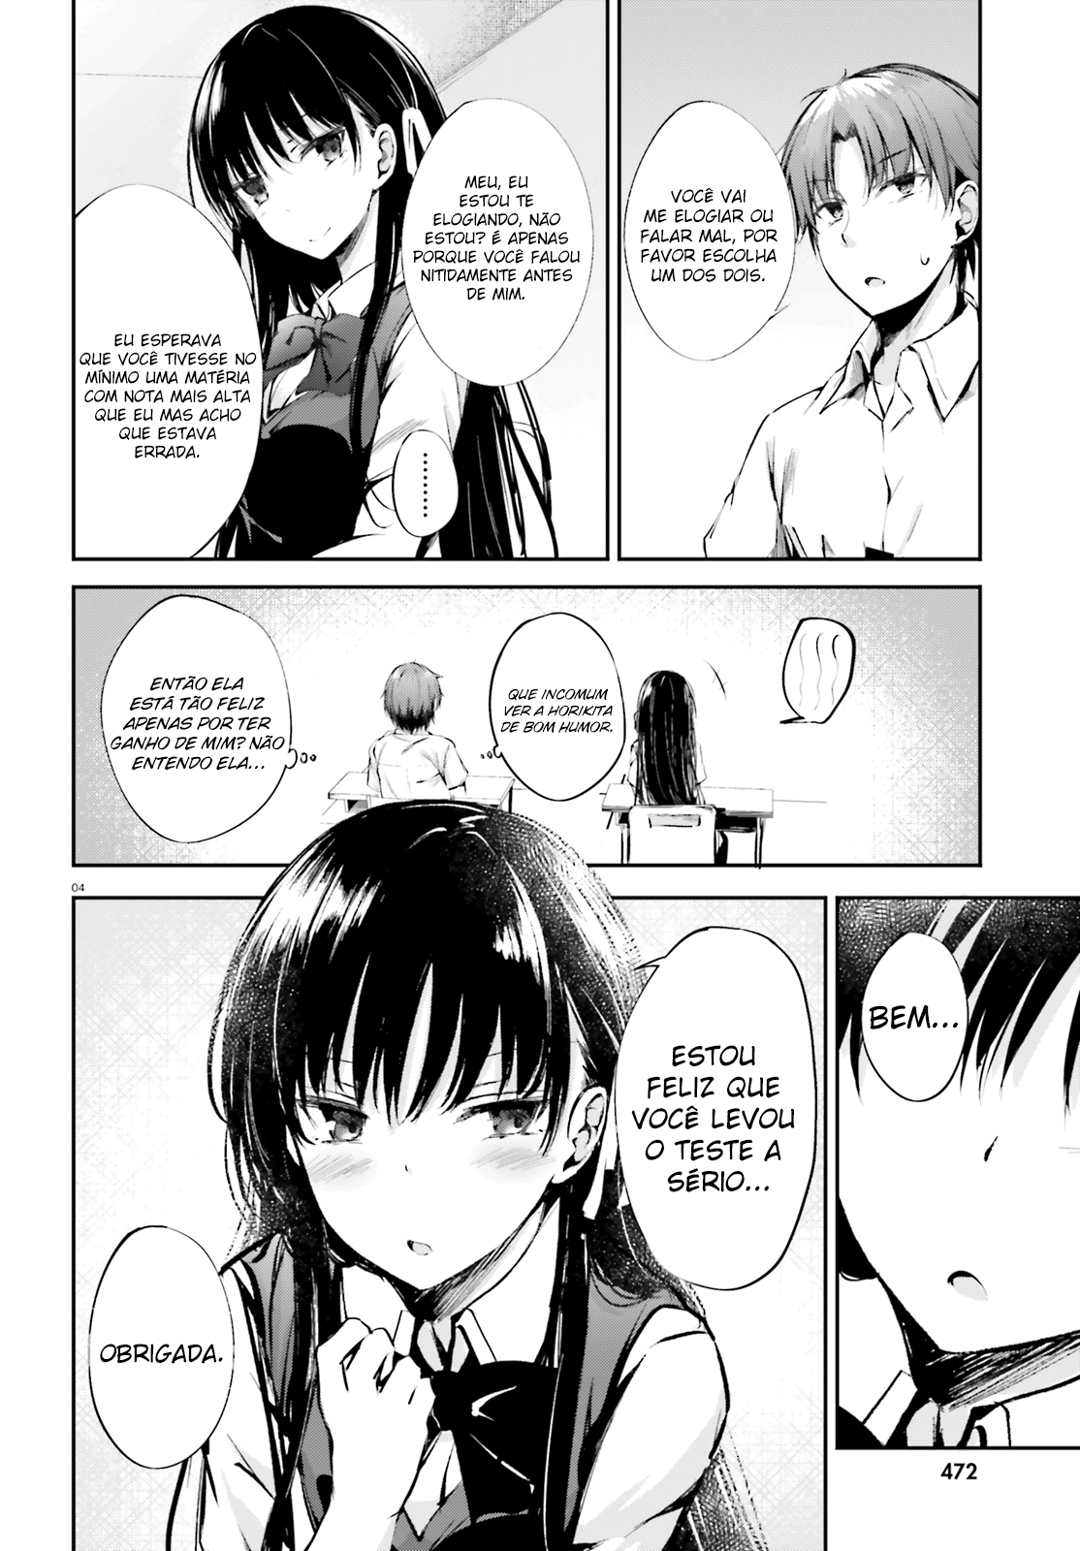 VOCÊ VAI
ME ELOGIAR OU
FALAR MAL, POR
FAVOR ESCOLHA
UM DOS DOIS.
MEU, EU
ESTOU TE
ELOGIANDO, NÃO
ESTOU? É APENAS
PORQUE VOCÊ FALOU
NITIDAMENTE ANTES
DE MIM.
EU ESPERAVA
QUE VOCÊ TIVESSE NO
MÍNIMO UMA MATÉRIA
COM NOTA MAIS ALTA
QUE EU MAS ACHO
QUE ESTAVA
ERRADA.
........
QUE INCOMUM
VER A HORIKITA
DE BOM HUMOR.
ENTÃO ELA
ESTÁ TÃO FELIZ
APENAS POR TER
GANHO DE MIM? NÃO
ENTENDO ELA...
04
BEM...
ESTOU
FELIZ QUE
VOCÊ LEVOU
O TESTE A
SÉRIO...
OBRIGADA.
472